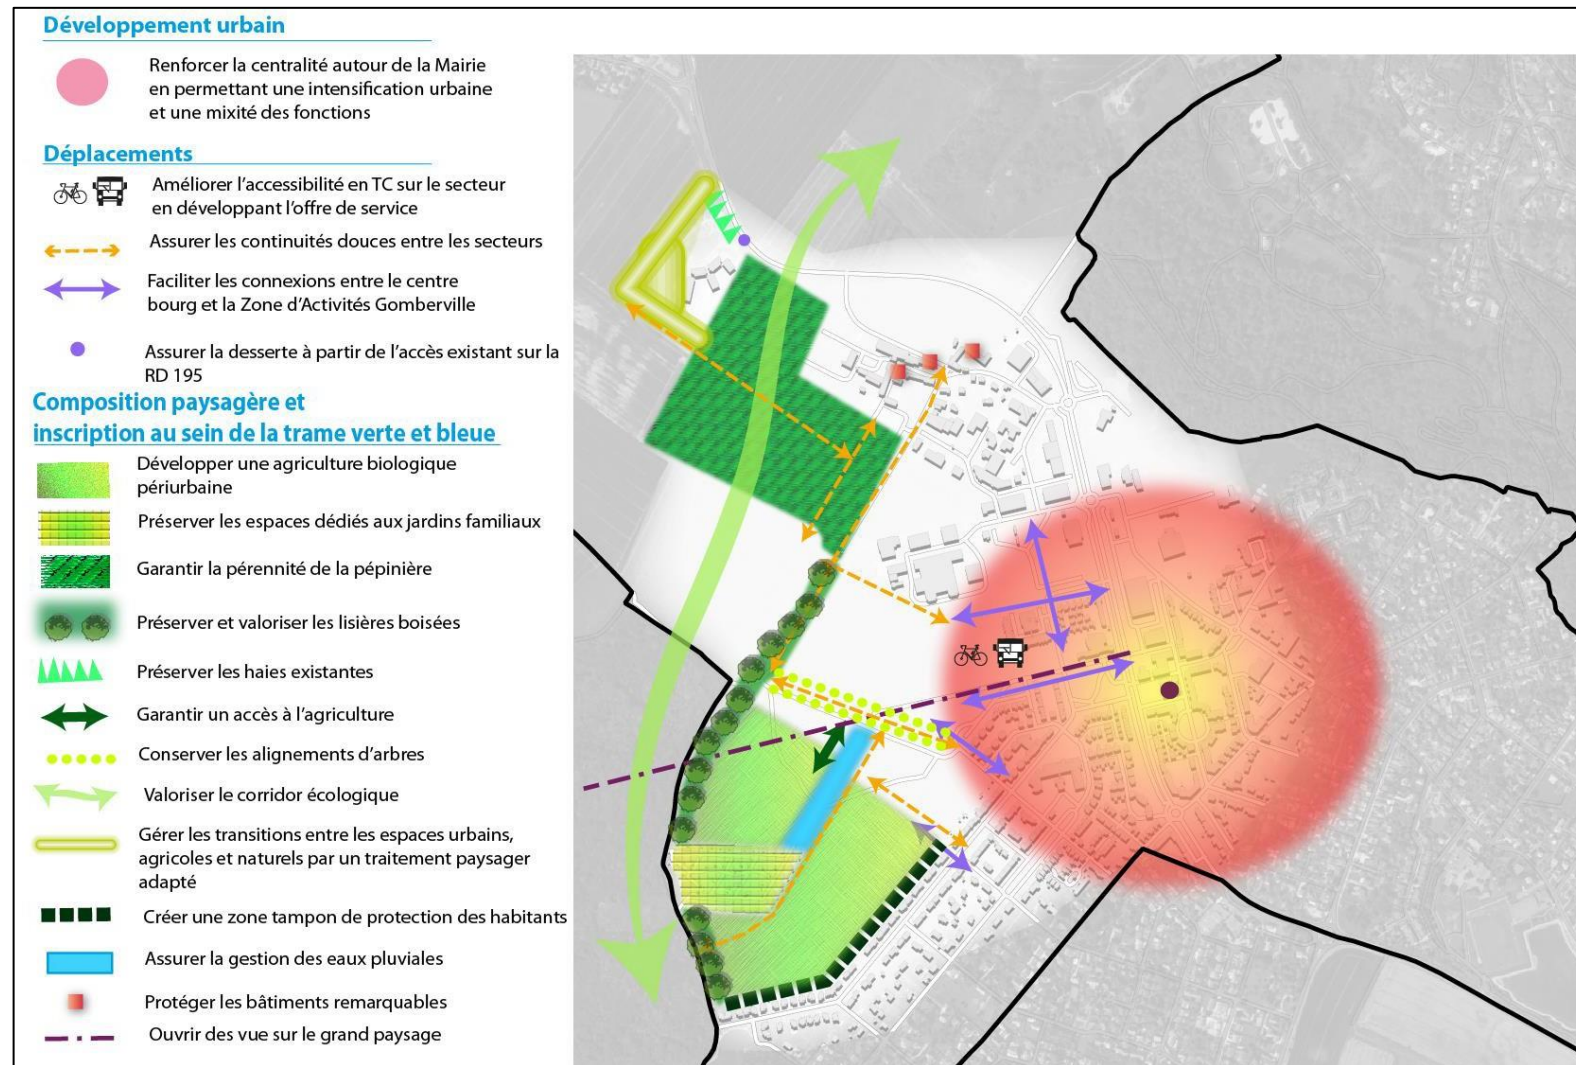 Développement urbain
Renforcer la centralité autour de la Mairie
en permettant une intensification urbaine
et une mixité des fonctions
Déplacements
Améliorer l'accessibilité en TC sur le secteur
en développant l'offre de service
Assurer les continuités douces entre les secteurs
Faciliter les connexions entre le centre
bourg et la Zone d'Activités Gomberville
Assurer la desserte à partir de l'accès existant sur la
RD 195
Composition paysagère et
inscription au sein de la trame verte et bleue
Développer une agriculture biologique
périurbaine
Préserver les espaces dédiés aux jardins familiaux
Garantir la pérennité de la pépinière
Préserver et valoriser les lisières boisées
Préserver les haies existantes
Garantir un accès à l'agriculture
Conserver les alignements d'arbres
Valoriser le corridor écologique
Gérer les transitions entre les espaces urbains,
agricoles et naturels par un traitement paysager
adapté
Créer une zone tampon de protection des habitants
Assurer la gestion des eaux pluviales
Protéger les bâtiments remarquables
Ouvrir des vue sur le grand paysage